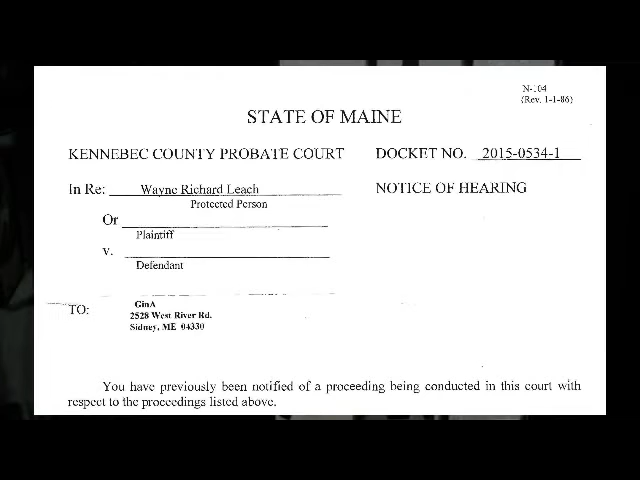 N-104
(Rev. 1-1-86)
STATE OF MAINE
KENNEBEC COUNTY PROBATE COURT DOCKET NO. 2015-0534-1
In Re: Wayne Richard Leach NOTICE OF HEARING
Protected Person
Or
Plaintiff
v.
Defendant
TO: GinA
2528 West River Rd.
Sidney, ME 04330
You have previously been notified of a proceeding being conducted in this court with
respect to the proceedings listed above.